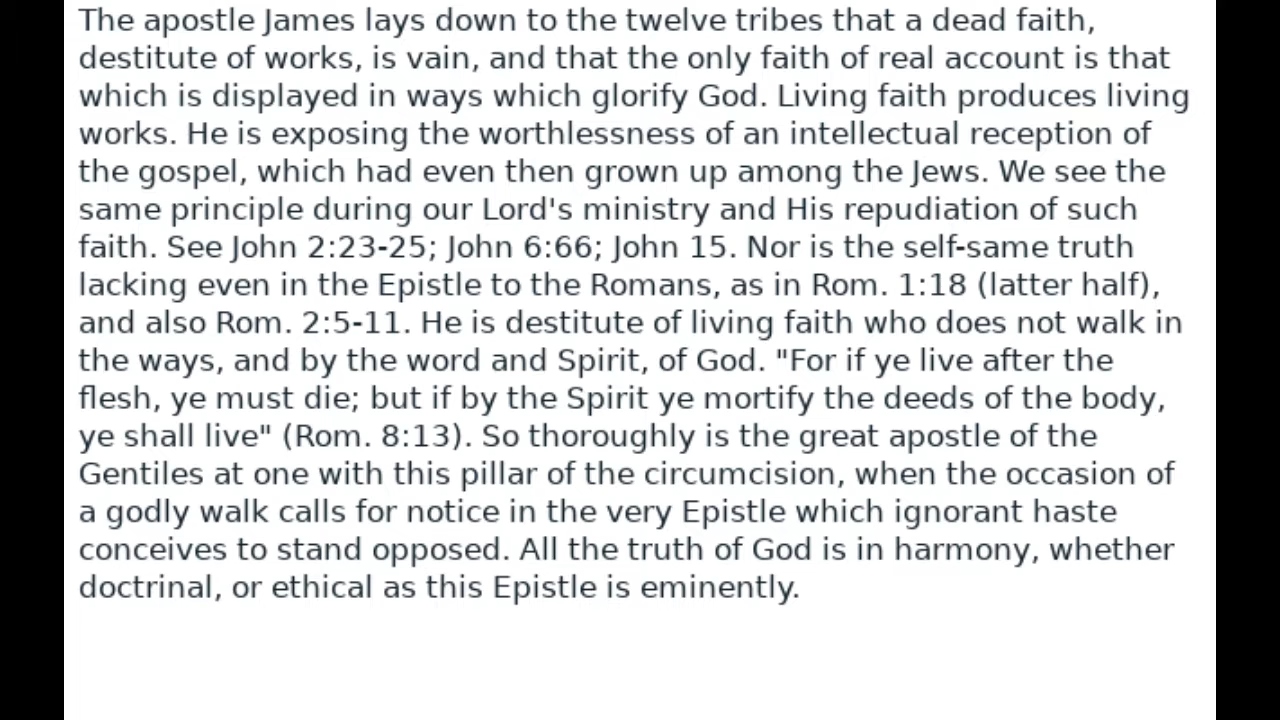 The apostle James lays down to the twelve tribes that a dead faith,
destitute of works, is vain, and that the only faith of real account is that
which is displayed in ways which glorify God. Living faith produces living
works. He is exposing the worthlessness of an intellectual reception of
the gospel, which had even then grown up among the Jews. We see the
same principle during our Lord's ministry and His repudiation of such
faith. See John 2:23-25; John 6:66; John 15. Nor is the self-same truth
lacking even in the Epistle to the Romans, as in Rom. 1:18 (latter half),
and also Rom. 2:5-11. He is destitute of living faith who does not walk in
the ways, and by the word and Spirit, of God. "For if ye live after the
flesh, ye must die; but if by the Spirit ye mortify the deeds of the body,
ye shall live" (Rom. 8:13). So thoroughly is the great apostle of the
Gentiles at one with this pillar of the circumcision, when the occasion of
a godly walk calls for notice in the very Epistle which ignorant haste
conceives to stand opposed. All the truth of God is in harmony, whether
doctrinal, or ethical as this Epistle is eminently.